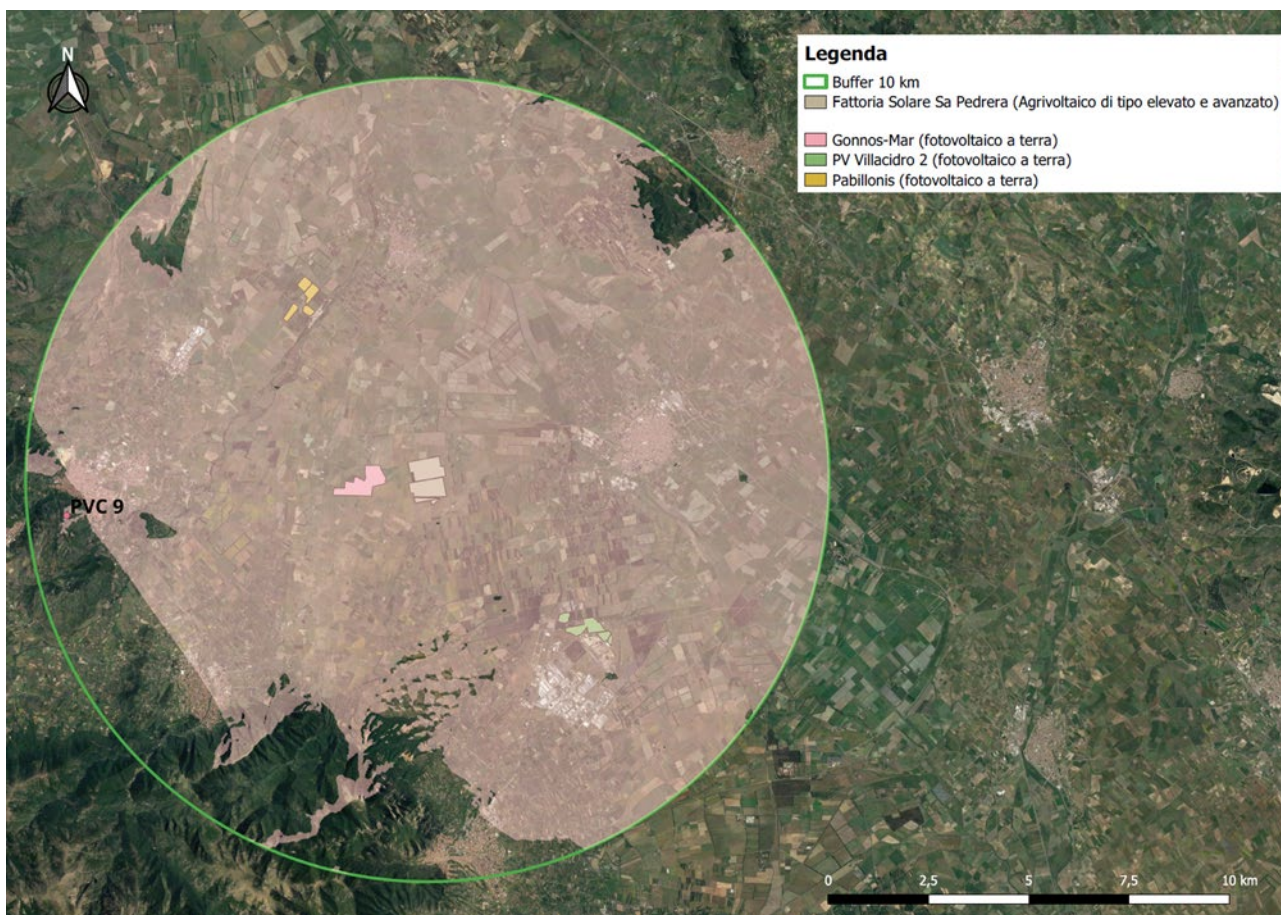 N
Legenda
Buffer 10 km
Fattoria Solare Sa Pedrera (Agrivoltaico di tipo elevato e avanzato)
Gonnos-Mar (fotovoltaico a terra)
PV Villacidro 2 (fotovoltaico a terra)
Pabillonis (fotovoltaico a terra)
PVC 9
0 2,5 5 7,5 10 km